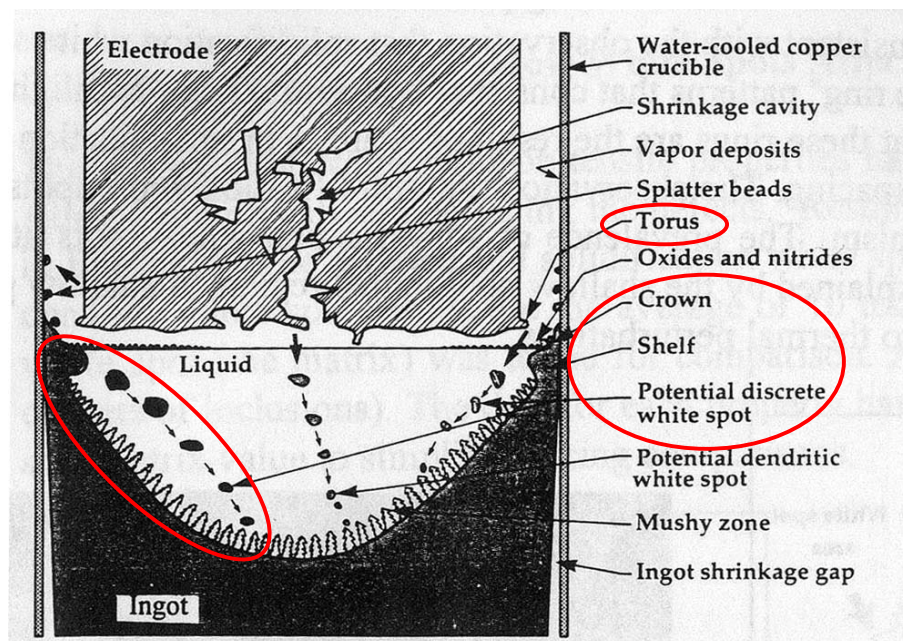 Electrode
Water-cooled copper
crucible
Shrinkage cavity
Vapor deposits
Splatter beads
Torus
Oxides and nitrides
Crown
Liquid
Shelf
Potential discrete
white spot
Potential dendritic
white spot
Mushy zone
Ingot shrinkage gap
Ingot